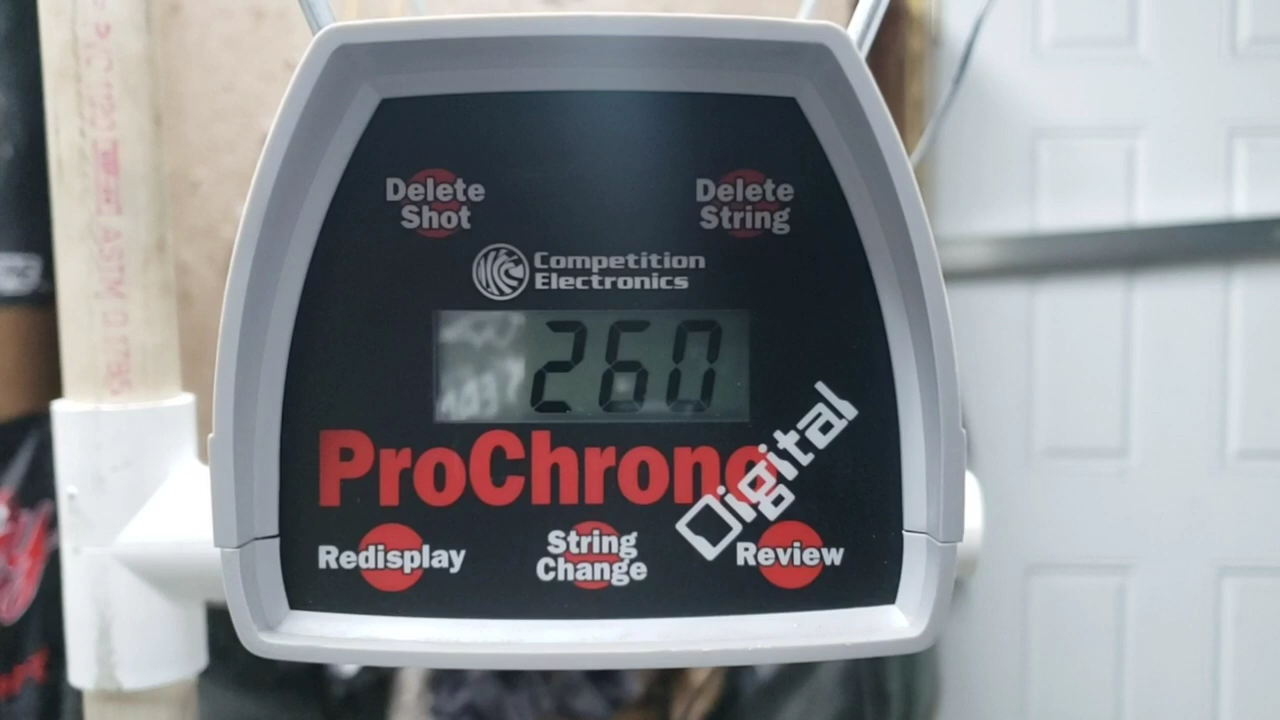 Delete
Shot
Delete
String
Competition
Electronics
260
ProChrono
Digital
Redisplay
String
Change
Review